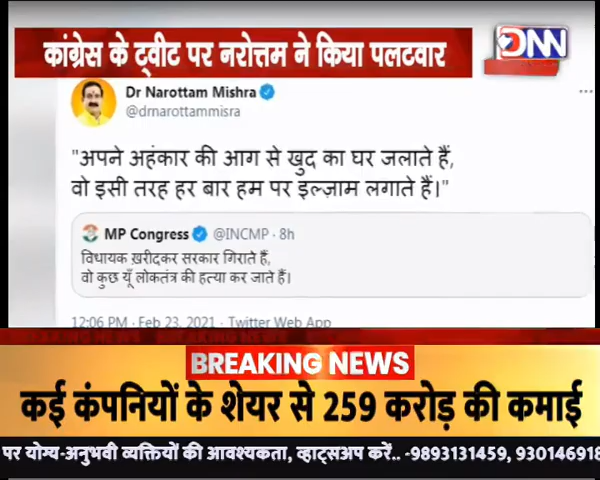 कांग्रेस के ट्वीट पर नरोत्तम ने किया पलटवार
DNN
Dr Narottam Mishra
@drnarottammisra
"अपने अहंकार की आग से खुद का घर जलाते हैं,
वो इसी तरह हर बार हम पर इल्ज़ाम लगाते हैं।"
MP Congress @INCMP · 8h
विधायक ख़रीदकर सरकार गिराते हैं,
वो कुछ यूँ लोकतंत्र की हत्या कर जाते हैं।
12:06 PM · Feb 23, 2021 · Twitter Web App
BREAKING NEWS
कई कंपनियों के शेयर से 259 करोड़ की कमाई
पर योग्य-अनुभवी व्यक्तियों की आवश्यकता, व्हाट्सअप करें.. -9893131459, 930146918